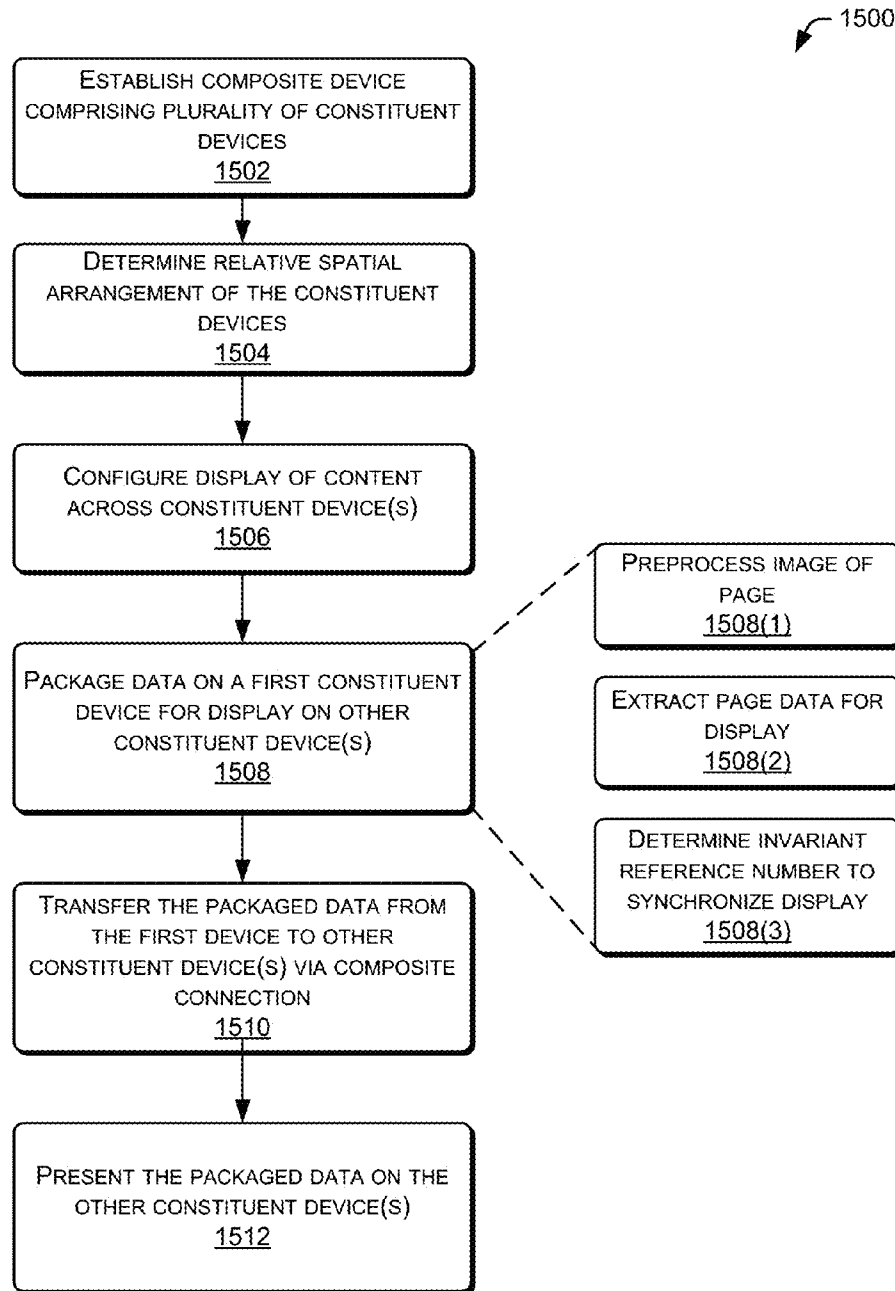 1500
ESTABLISH COMPOSITE DEVICE
COMPRISING PLURALITY OF CONSTITUENT
DEVICES
1502
DETERMINE RELATIVE SPATIAL
ARRANGEMENT OF THE CONSTITUENT
DEVICES
1504
CONFIGURE DISPLAY OF CONTENT
ACROSS CONSTITUENT DEVICE(S)
1506
PACKAGE DATA ON A FIRST CONSTITUENT
DEVICE FOR DISPLAY ON OTHER
CONSTITUENT DEVICE(S)
1508
PREPROCESS IMAGE OF
PAGE
1508(1)
EXTRACT PAGE DATA FOR
DISPLAY
1508(2)
DETERMINE INVARIANT
REFERENCE NUMBER TO
SYNCHRONIZE DISPLAY
1508(3)
TRANSFER THE PACKAGED DATA FROM
THE FIRST DEVICE TO OTHER
CONSTITUENT DEVICE(S) VIA COMPOSITE
CONNECTION
1510
PRESENT THE PACKAGED DATA ON THE
OTHER CONSTITUENT DEVICE(S)
1512